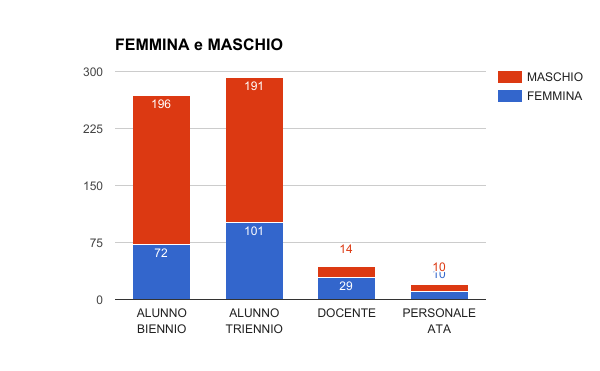 FEMMINA e MASCHIO
300
225
150
75
0
196
191
14
10
10
72
101
29
ALUNNO
BIENNIO
ALUNNO
TRIENNIO
DOCENTE
PERSONALE
ATA
MASCHIO
FEMMINA